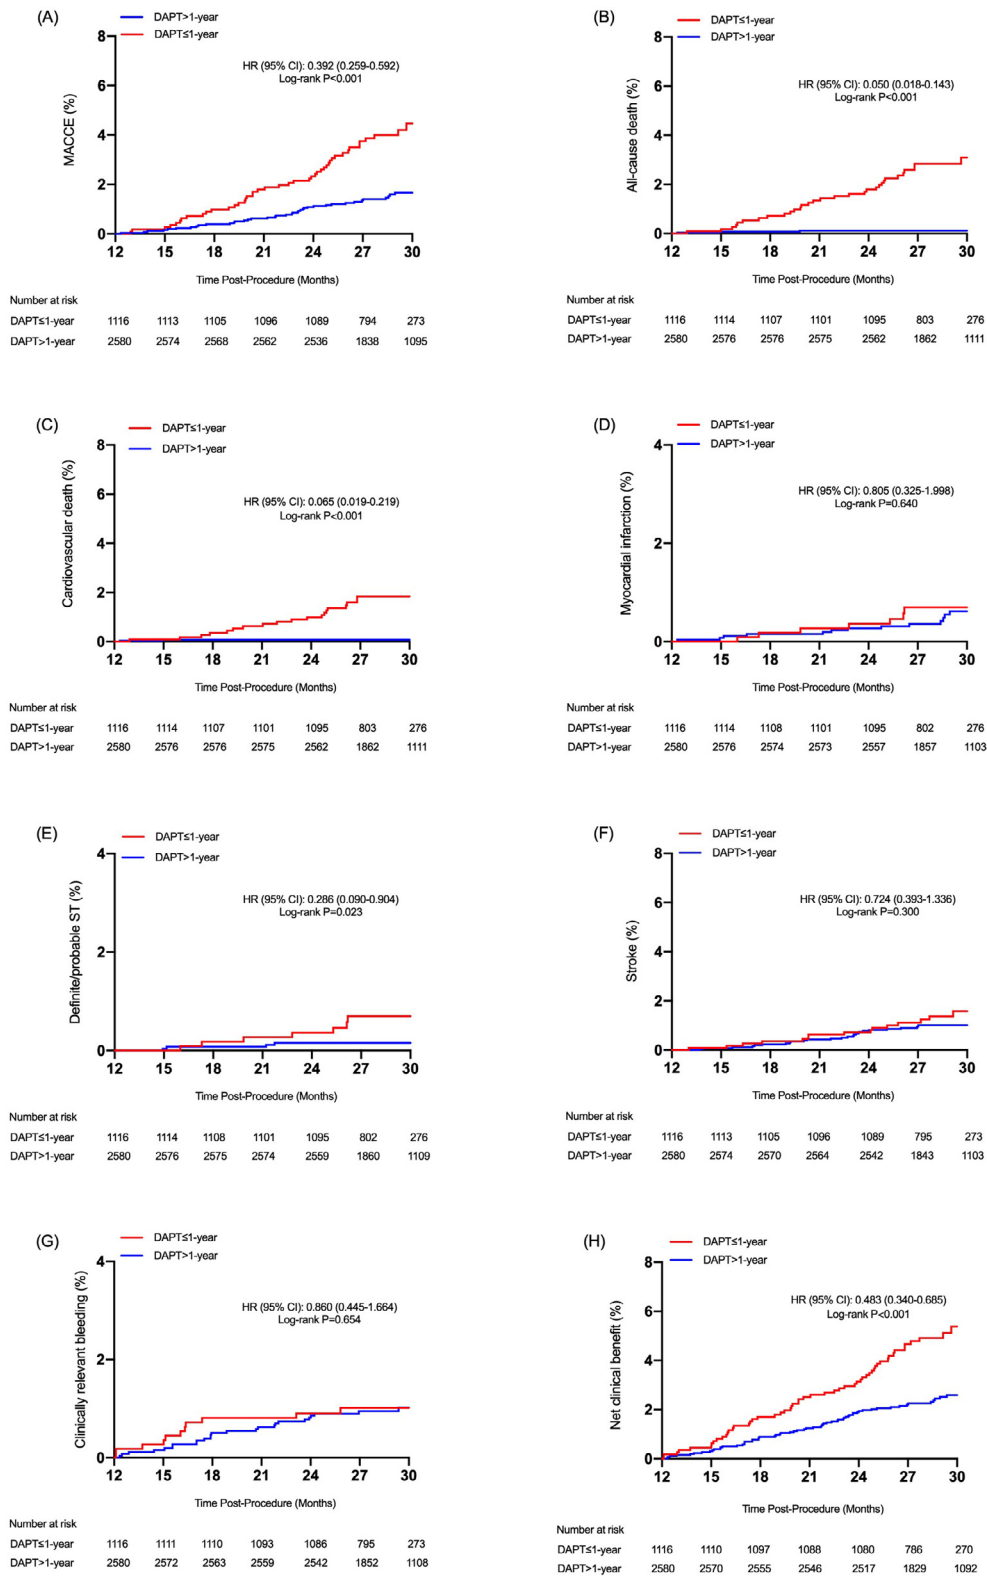 (A)
DAPT>1-year
DAPT≤1-year
HR (95% CI): 0.392 (0.259-0.592)
Log-rank P<0.001
MACCE (%)
8
6
4
2
0
12 15 18 21 24 27 30
Time Post-Procedure (Months)
Number at risk
DAPT≤1-year 1116 1113 1105 1096 1089 794 273
DAPT>1-year 2580 2574 2568 2562 2536 1838 1095
(B)
DAPT≤1-year
DAPT>1-year
HR (95% CI): 0.050 (0.018-0.143)
Log-rank P<0.001
All-cause death (%)
8
6
4
2
0
12 15 18 21 24 27 30
Time Post-Procedure (Months)
Number at risk
DAPT≤1-year 1116 1114 1107 1101 1095 803 276
DAPT>1-year 2580 2576 2576 2575 2562 1862 1111
(C)
DAPT≤1-year
DAPT>1-year
HR (95% CI): 0.065 (0.019-0.219)
Log-rank P<0.001
Cardiovascular death (%)
8
6
4
2
0
12 15 18 21 24 27 30
Time Post-Procedure (Months)
Number at risk
DAPT≤1-year 1116 1114 1107 1101 1095 803 276
DAPT>1-year 2580 2576 2576 2575 2562 1862 1111
(D)
DAPT≤1-year
DAPT>1-year
HR (95% CI): 0.805 (0.325-1.998)
Log-rank P=0.640
Myocardial infarction (%)
4
2
0
12 15 18 21 24 27 30
Time Post-Procedure (Months)
Number at risk
DAPT≤1-year 1116 1114 1108 1101 1095 802 276
DAPT>1-year 2580 2576 2574 2573 2557 1857 1103
(E)
DAPT≤1-year
DAPT>1-year
HR (95% CI): 0.286 (0.090-0.904)
Log-rank P=0.023
Definite/probable ST (%)
4
2
0
12 15 18 21 24 27 30
Time Post-Procedure (Months)
Number at risk
DAPT≤1-year 1116 1114 1108 1101 1095 802 276
DAPT>1-year 2580 2576 2575 2574 2559 1860 1109
(F)
DAPT≤1-year
DAPT>1-year
HR (95% CI): 0.724 (0.393-1.336)
Log-rank P=0.300
Stroke (%)
8
6
4
2
0
12 15 18 21 24 27 30
Time Post-Procedure (Months)
Number at risk
DAPT≤1-year 1116 1113 1105 1096 1089 795 273
DAPT>1-year 2580 2574 2570 2564 2542 1843 1103
(G)
DAPT≤1-year
DAPT>1-year
HR (95% CI): 0.860 (0.445-1.664)
Log-rank P=0.654
Clinically relevant bleeding (%)
4
2
0
12 15 18 21 24 27 30
Time Post-Procedure (Months)
Number at risk
DAPT≤1-year 1116 1111 1110 1093 1086 795 273
DAPT>1-year 2580 2572 2563 2559 2542 1852 1108
(H)
DAPT≤1-year
DAPT>1-year
HR (95% CI): 0.483 (0.340-0.685)
Log-rank P<0.001
Net clinical benefit (%)
8
6
4
2
0
12 15 18 21 24 27 30
Time Post-Procedure (Months)
Number at risk
DAPT≤1-year 1116 1110 1097 1088 1080 786 270
DAPT>1-year 2580 2570 2555 2546 2517 1829 1092